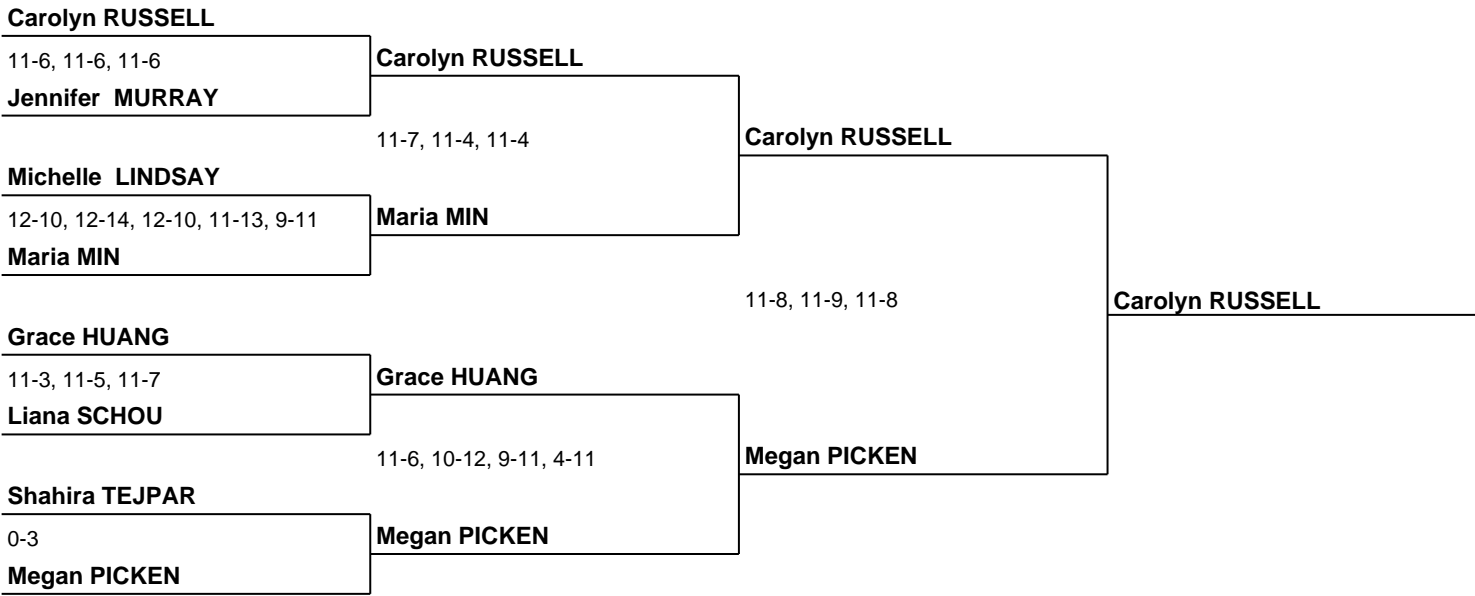 Carolyn RUSSELL
11-6, 11-6, 11-6
Jennifer  MURRAY
Michelle  LINDSAY
12-10, 12-14, 12-10, 11-13, 9-11
Maria MIN
Grace HUANG
11-3, 11-5, 11-7
Liana SCHOU
Shahira TEJPAR
0-3
Megan PICKEN
Carolyn RUSSELL
11-7, 11-4, 11-4
Maria MIN
Grace HUANG
11-6, 10-12, 9-11, 4-11
Megan PICKEN
Carolyn RUSSELL
11-8, 11-9, 11-8
Megan PICKEN
Carolyn RUSSELL